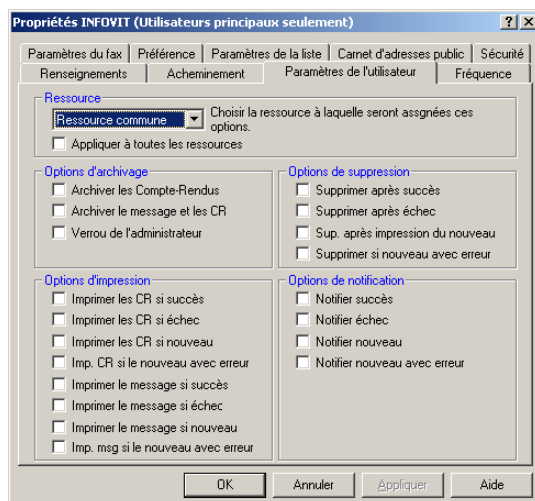 Propriétés INFOVIT (Utilisateurs principaux seulement)
Paramètres du fax Préférence Paramètres de la liste Carnet d'adresses public Sécurité
Renseignements Acheminement Paramètres de l'utilisateur Fréquence
Ressource
Ressource commune
Choisir la ressource à laquelle seront assgnées ces
options.
Appliquer à toutes les ressources
Options d'archivage
Archiver les Compte-Rendus
Archiver le message et les CR
Verrou de l'administrateur
Options de suppression
Supprimer après succès
Supprimer après échec
Sup. après impression du nouveau
Supprimer si nouveau avec erreur
Options d'impression
Imprimer les CR si succès
Imprimer les CR si échec
Imprimer les CR si nouveau
Imp. CR si le nouveau avec erreur
Imprimer le message si succès
Imprimer le message si échec
Imprimer le message si nouveau
Imp. msg si le nouveau avec erreur
Options de notification
Notifier succès
Notifier échec
Notifier nouveau
Notifier nouveau avec erreur
OK Annuler Appliquer Aide